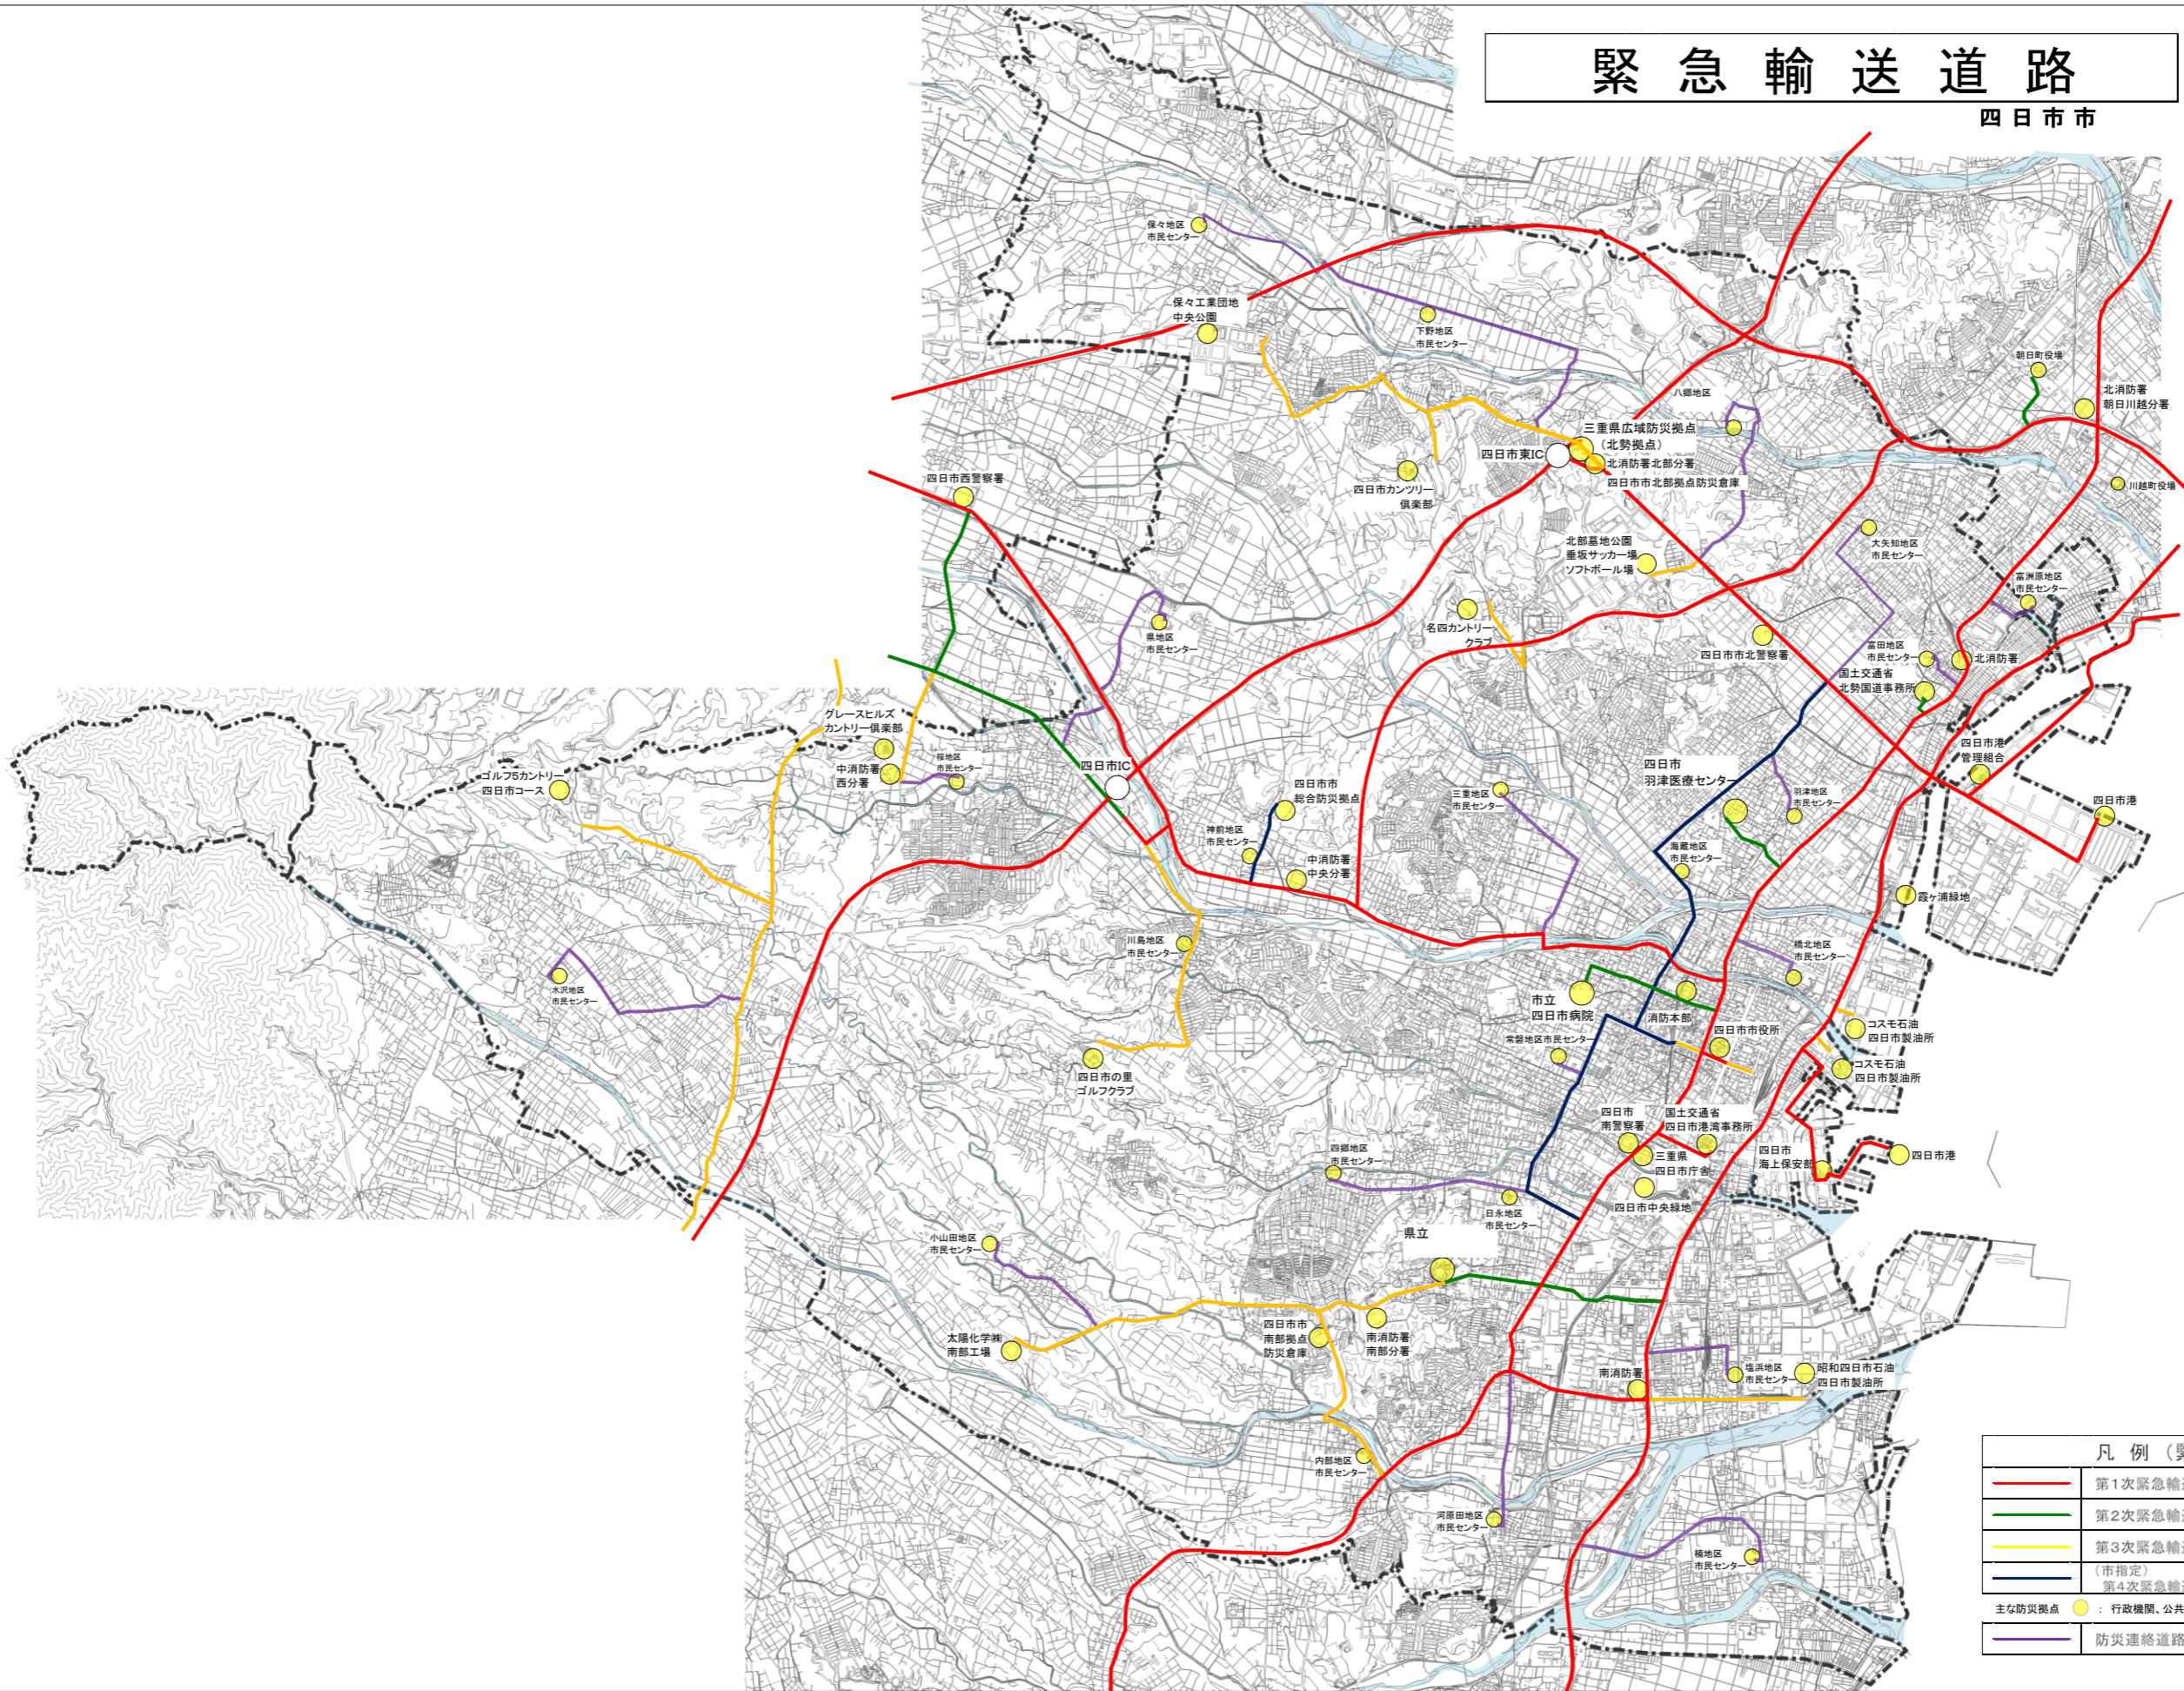 緊急輸送道路
四日市市
保々地区
市民センター
保々工業団地
中央公園
下野地区
市民センター
八郷地区
朝日町役場
北消防署
朝日川越分署
三重県広域防災拠点
（北勢拠点）
四日市東IC
北消防署北部分署
四日市市北部拠点防災倉庫
川越町役場
四日市西警察署
四日市カンツリー
倶楽部
北部墓地公園
垂坂サッカー場
ソフトボール場
大矢知地区
市民センター
富洲原地区
市民センター
県地区
市民センター
名四カントリー
クラブ
四日市市北警察署
富田地区
市民センター
北消防署
国土交通省
北勢国道事務所
グレースヒルズ
カントリー倶楽部
中消防署
西分署
桜地区
市民センター
四日市IC
ゴルフ5カントリー
四日市コース
四日市市
総合防災拠点
三重地区
市民センター
四日市
羽津医療センター
羽津地区
市民センター
四日市港
管理組合
四日市港
神前地区
市民センター
中消防署
中央分署
海蔵地区
市民センター
霞ヶ浦緑地
川島地区
市民センター
橋北地区
市民センター
水沢地区
市民センター
市立
四日市病院
消防本部
四日市市役所
常磐地区市民センター
コスモ石油
四日市製油所
コスモ石油
四日市製油所
四日市の里
ゴルフクラブ
四日市
南警察署
国土交通省
四日市港湾事務所
三重県
四日市庁舎
四日市
海上保安部
四日市港
四郷地区
市民センター
日永地区
市民センター
四日市中央緑地
小山田地区
市民センター
県立
太陽化学㈱
南部工場
四日市市
南部拠点
防災倉庫
南消防署
南部分署
南消防署
塩浜地区
市民センター
昭和四日市石油
四日市製油所
内部地区
市民センター
河原田地区
市民センター
楠地区
市民センター
凡例（緊
第1次緊急輸送
第2次緊急輸送
第3次緊急輸送
（市指定）
第4次緊急輸送
主な防災拠点 ： 行政機関、公共
防災連絡道路